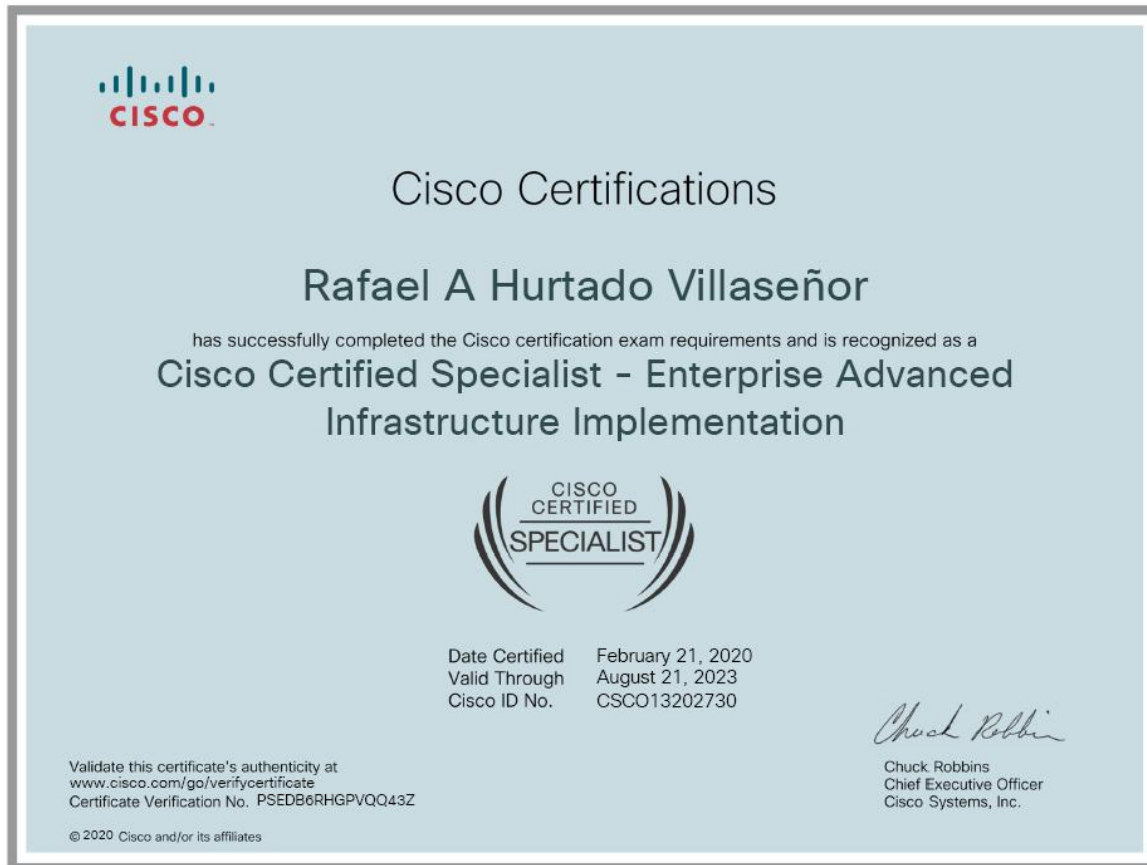 CISCO
Cisco Certifications
Rafael A Hurtado Villaseñor
has successfully completed the Cisco certification exam requirements and is recognized as a
Cisco Certified Specialist - Enterprise Advanced
Infrastructure Implementation
CISCO
CERTIFIED
SPECIALIST
Date Certified February 21, 2020
Valid Through August 21, 2023
Cisco ID No. CSCO13202730
Chuck Robbin
Validate this certificate's authenticity at
www.cisco.com/go/verifycertificate
Certificate Verification No. PSEDB6RHGPVQQ43Z
© 2020 Cisco and/or its affiliates
Chuck Robbins
Chief Executive Officer
Cisco Systems, Inc.